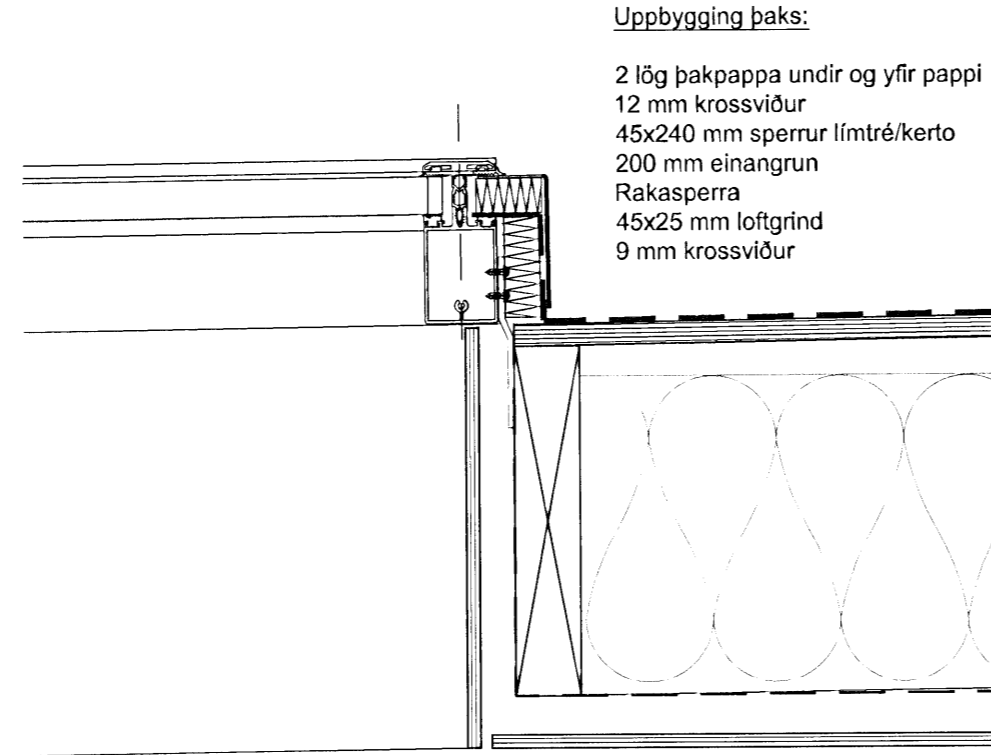 Uppbygging þaks:
2 lög þakpappa undir og yfir pappi
12 mm krossviður
45x240 mm sperrur límtré/kerto
200 mm einangrun
Rakasperra
45x25 mm loftgrind
9 mm krossviður